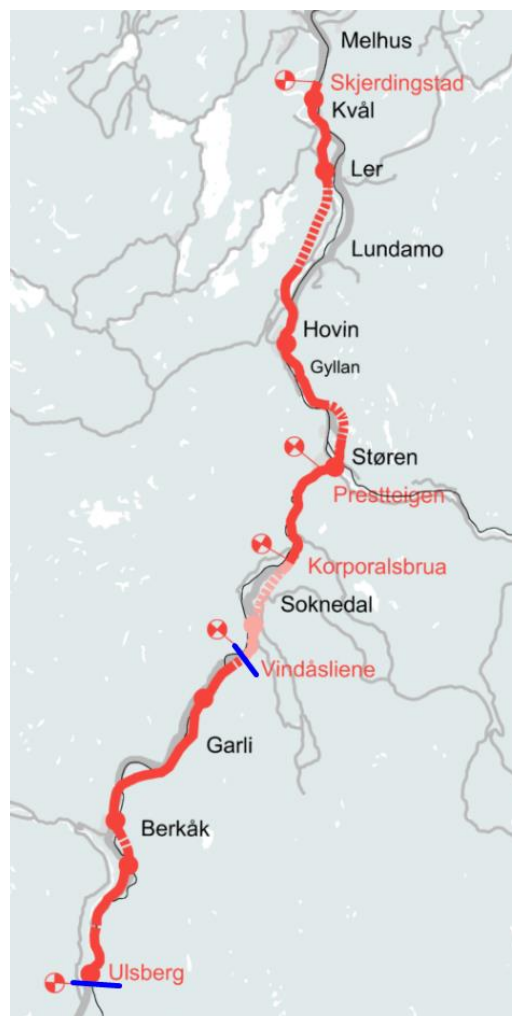 Melhus
Skjerdingstad
Kvål
Ler
Lundamo
Hovin
Gyllan
Støren
Prestteigen
Korporalsbrua
Soknedal
Vindåsliene
Garli
Berkåk
Ulsberg